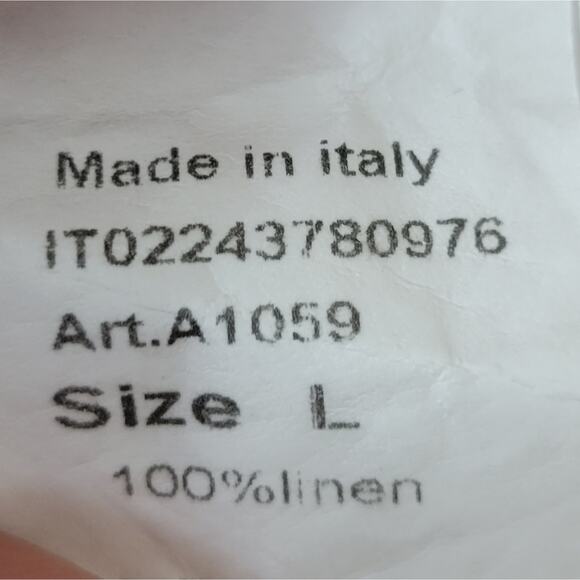 Made in italy
IT02243780976
Art.A1059
Size L
100%linen